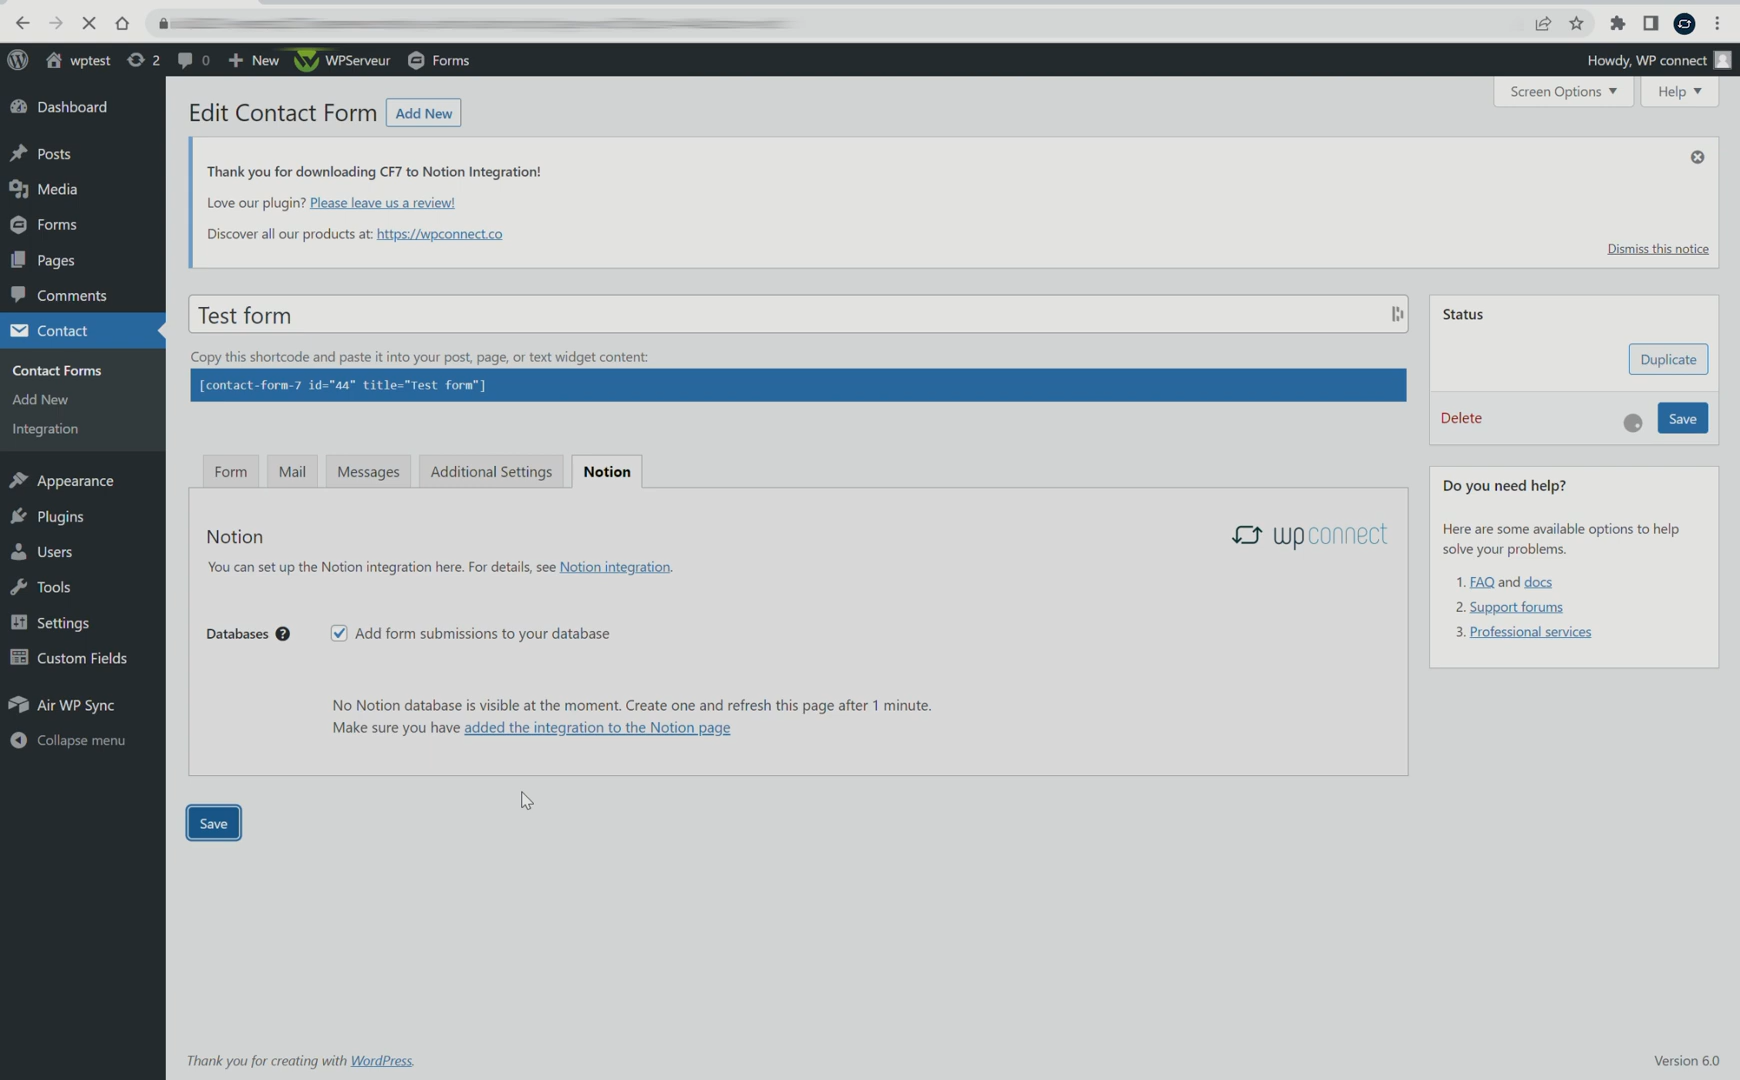 wptest
2
0
New
WPServeur
Forms
Howdy, WP connect
Dashboard
Posts
Media
Forms
Pages
Comments
Contact
Contact Forms
Add New
Integration
Appearance
Plugins
Users
Tools
Settings
Custom Fields
Air WP Sync
Collapse menu
Screen Options
Help
Edit Contact Form
Add New
Thank you for downloading CF7 to Notion Integration!
Love our plugin? Please leave us a review!
Discover all our products at: https://wpconnect.co
Dismiss this notice
Test form
Copy this shortcode and paste it into your post, page, or text widget content:
[contact-form-7 id="44" title="Test form"]
Form
Mail
Messages
Additional Settings
Notion
Notion
wpconnect
You can set up the Notion integration here. For details, see Notion integration.
Databases ?
Add form submissions to your database
No Notion database is visible at the moment. Create one and refresh this page after 1 minute.
Make sure you have added the integration to the Notion page
Save
Status
Duplicate
Delete
Save
Do you need help?
Here are some available options to help
solve your problems.
1. FAQ and docs
2. Support forums
3. Professional services
Thank you for creating with WordPress.
Version 6.0